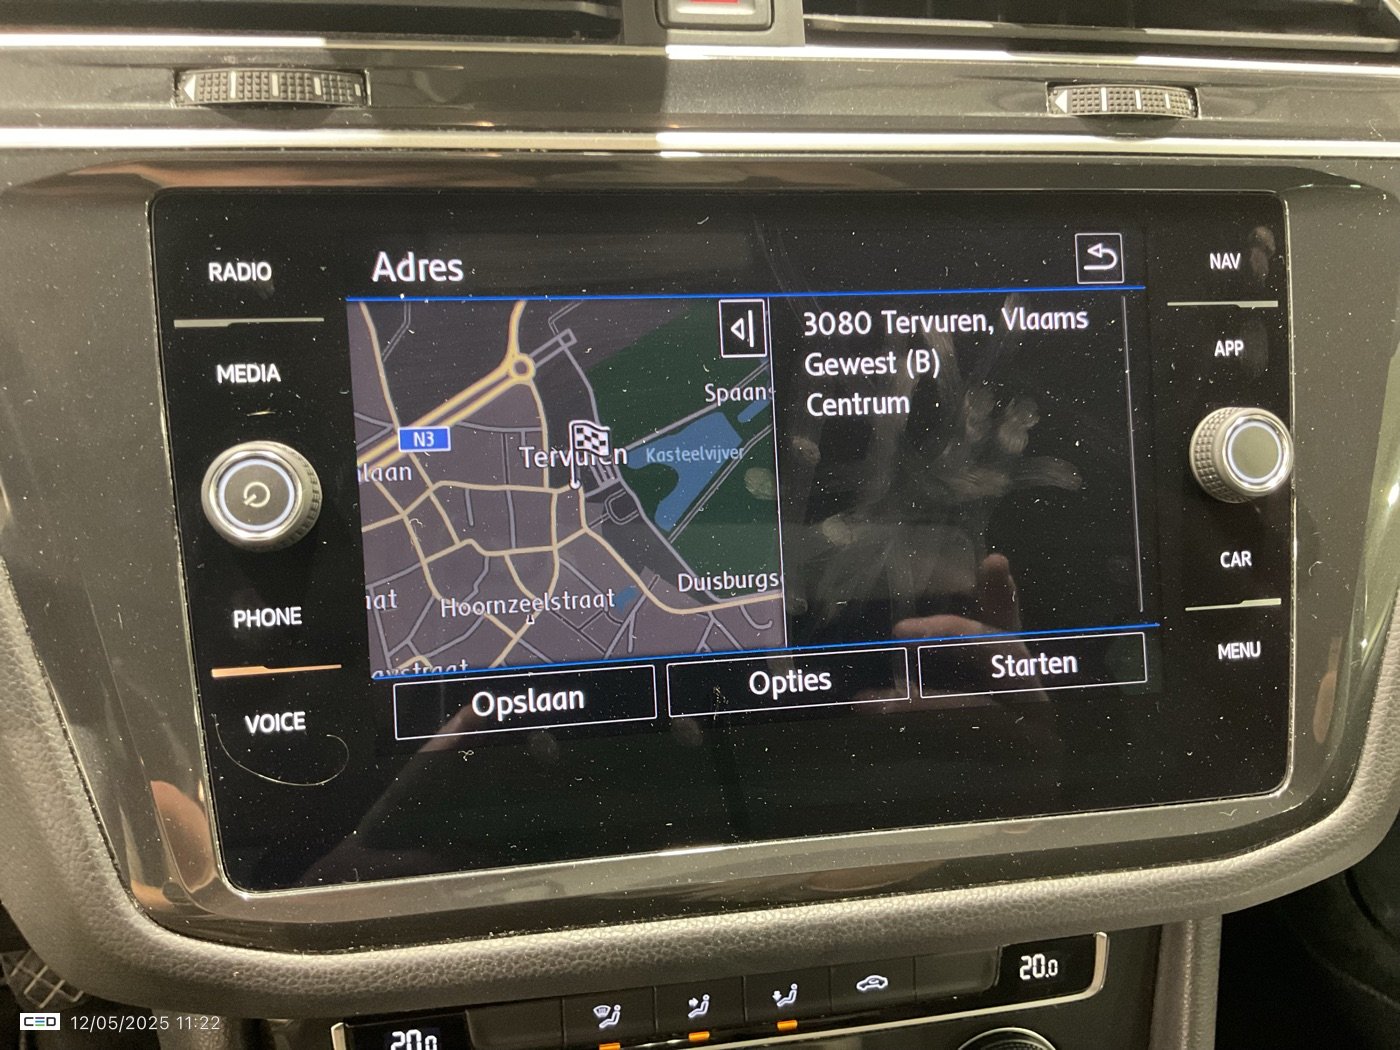 RADIO
MEDIA
PHONE
VOICE
Adres
N3
Tervuren
Kasteelvijver
Hoornzeelstraat
3080 Tervuren, Vlaams
Gewest (B)
Centrum
Opslaan
Opties
Starten
NAV
APP
CAR
MENU
20.0
20.0
CED 12/05/2025 11:22